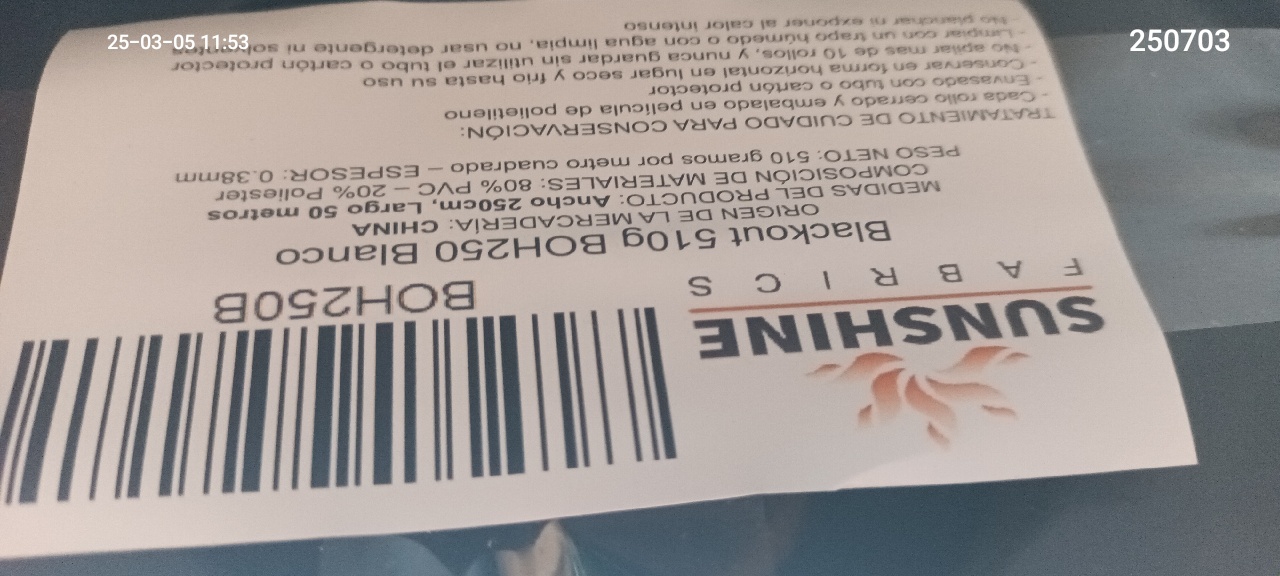 25-03-05 11:53
250703
SUNSHINE
FABRICS
BOH250B
Blackout 510g BOH250 Blanco
ORIGEN DE LA MERCADERÍA: CHINA
MEDIDAS DEL PRODUCTO: Ancho 250cm, Largo 50 metros
COMPOSICIÓN DE MATERIALES: 80% PVC – 20% Poliester
PESO NETO: 510 gramos por metro cuadrado – ESPESOR: 0.38mm
TRATAMIENTO DE CUIDADO PARA CONSERVACIÓN:
- Cada rollo cerrado y embalado en película de polietileno
- Envasado con tubo o cartón protector
- Conservar en forma horizontal en lugar seco y frio hasta su uso
- No apilar mas de 10 rollos, y nunca guardar sin utilizar el tubo o cartón protector
- Limpiar con un trapo húmedo o con agua limpia, no usar detergente ni
- No planchar ni exponer al calor intenso